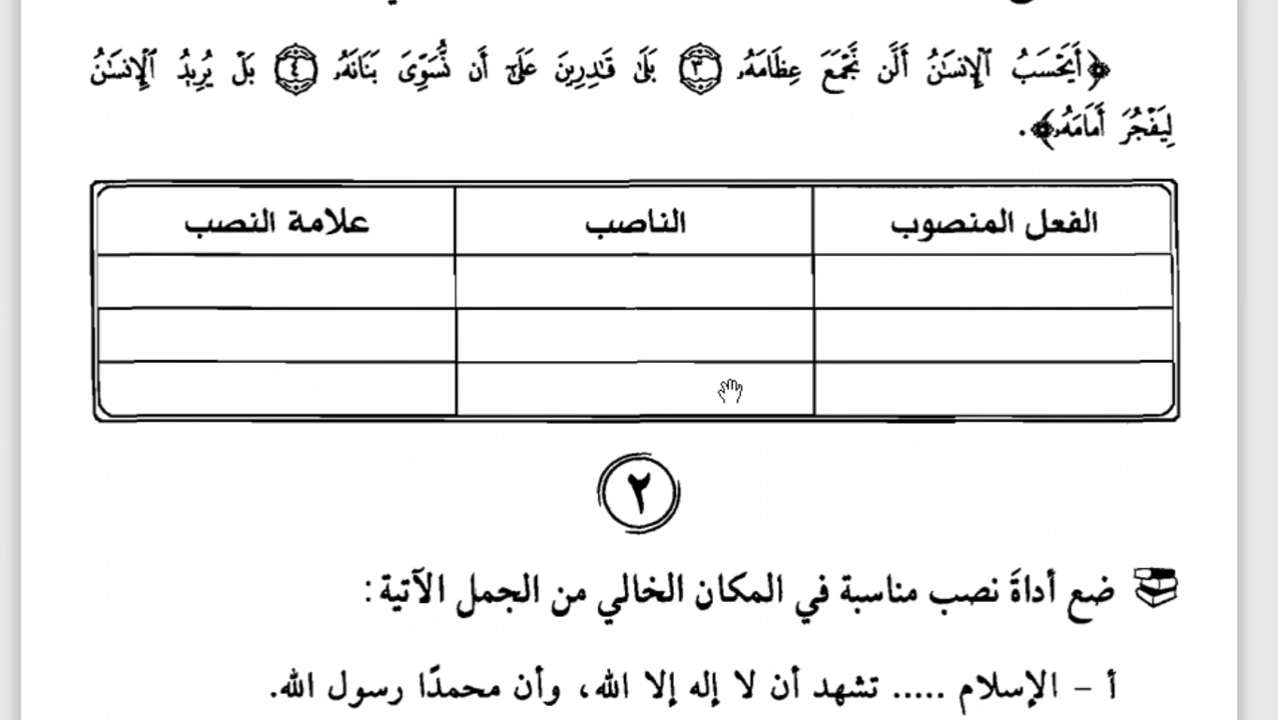 ﴿أَيَحْسَبُ ٱلْإِنسَٰنُ أَلَّن نَّجْمَعَ عِظَامَهُۥ ٣ بَلَىٰ قَٰدِرِينَ عَلَىٰٓ أَن نُّسَوِّىَ بَنَانَهُۥ ٤ بَلْ يُرِيدُ ٱلْإِنسَٰنُ
لِيَفْجُرَ أَمَامَهُۥ﴾.
الفعل المنصوب الناصب علامة النصب
٢
ضع أداةَ نصب مناسبة في المكان الخالي من الجمل الآتية:
أ - الإسلام ..... تشهد أن لا إله إلا الله، وأن محمدًا رسول الله.